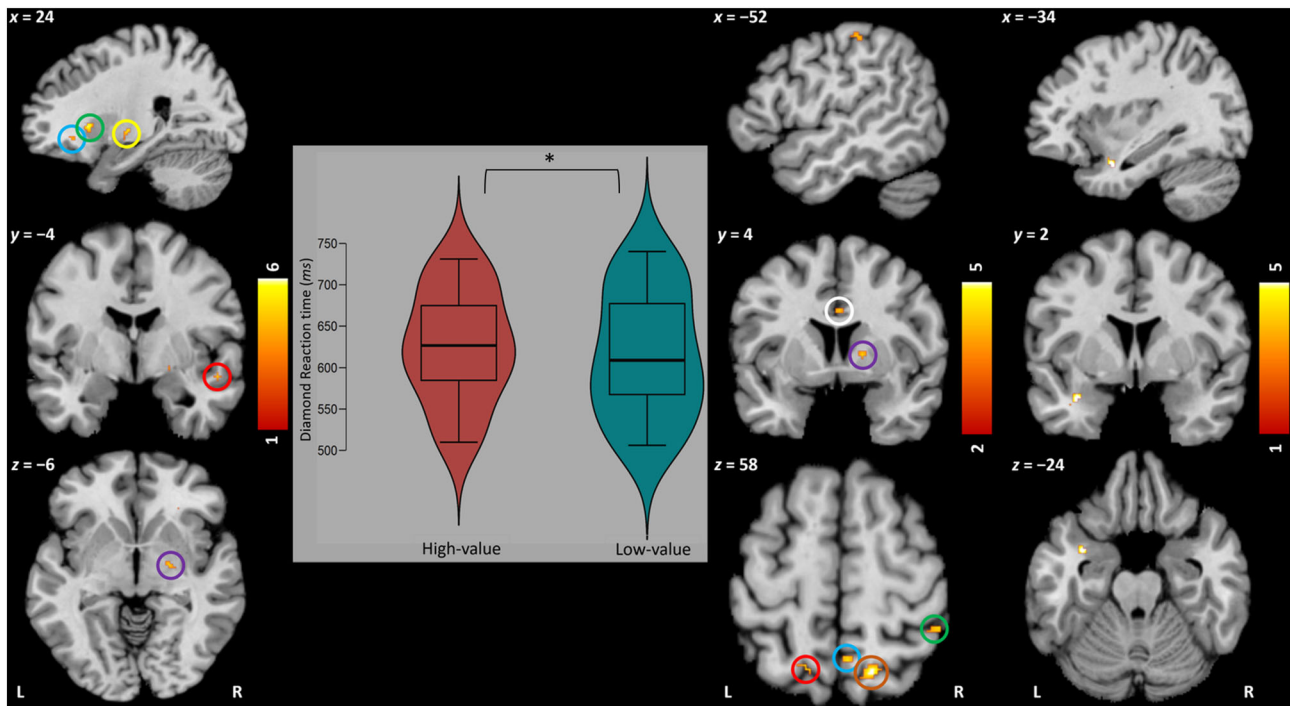 x = 24
y = −4
6
1
z = −6
L R
*
Diamond Reaction time (ms)
750
700
650
600
550
500
High-value Low-value
x = −52
y = 4
5
2
z = 58
L R
x = −34
y = 2
5
1
z = −24
L R